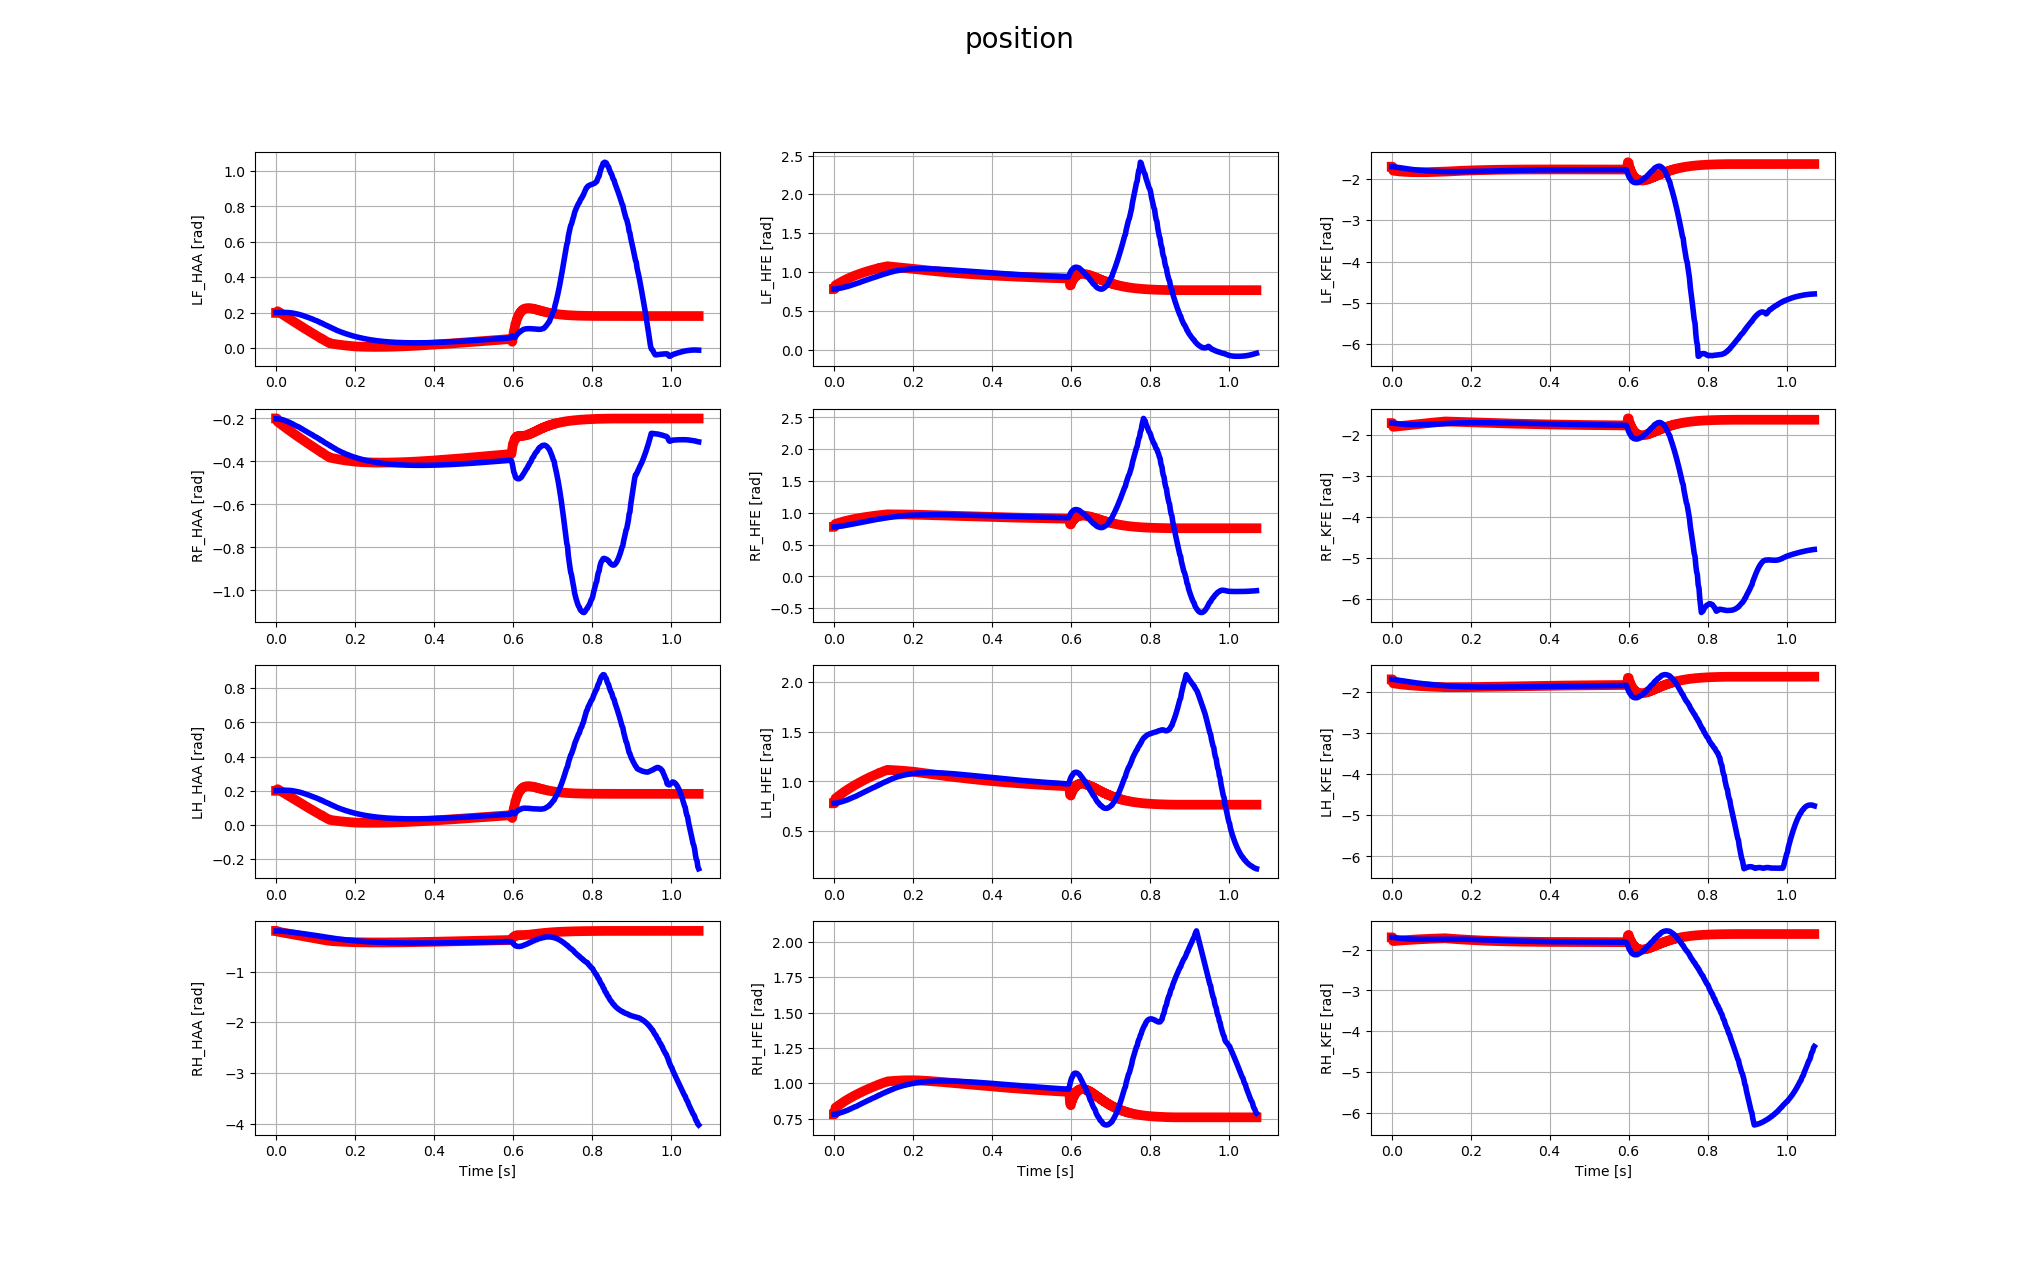 position
LF_HAA [rad]
1.0
0.8
0.6
0.4
0.2
0.0
0.0 0.2 0.4 0.6 0.8 1.0
LF_HFE [rad]
2.5
2.0
1.5
1.0
0.5
0.0
0.0 0.2 0.4 0.6 0.8 1.0
LF_KFE [rad]
−2
−3
−4
−5
−6
0.0 0.2 0.4 0.6 0.8 1.0
RF_HAA [rad]
−0.2
−0.4
−0.6
−0.8
−1.0
0.0 0.2 0.4 0.6 0.8 1.0
RF_HFE [rad]
2.5
2.0
1.5
1.0
0.5
0.0
−0.5
0.0 0.2 0.4 0.6 0.8 1.0
RF_KFE [rad]
−2
−3
−4
−5
−6
0.0 0.2 0.4 0.6 0.8 1.0
LH_HAA [rad]
0.8
0.6
0.4
0.2
0.0
−0.2
0.0 0.2 0.4 0.6 0.8 1.0
LH_HFE [rad]
2.0
1.5
1.0
0.5
0.0 0.2 0.4 0.6 0.8 1.0
LH_KFE [rad]
−2
−3
−4
−5
−6
0.0 0.2 0.4 0.6 0.8 1.0
RH_HAA [rad]
−1
−2
−3
−4
0.0 0.2 0.4 0.6 0.8 1.0
Time [s]
RH_HFE [rad]
2.00
1.75
1.50
1.25
1.00
0.75
0.0 0.2 0.4 0.6 0.8 1.0
Time [s]
RH_KFE [rad]
−2
−3
−4
−5
−6
0.0 0.2 0.4 0.6 0.8 1.0
Time [s]